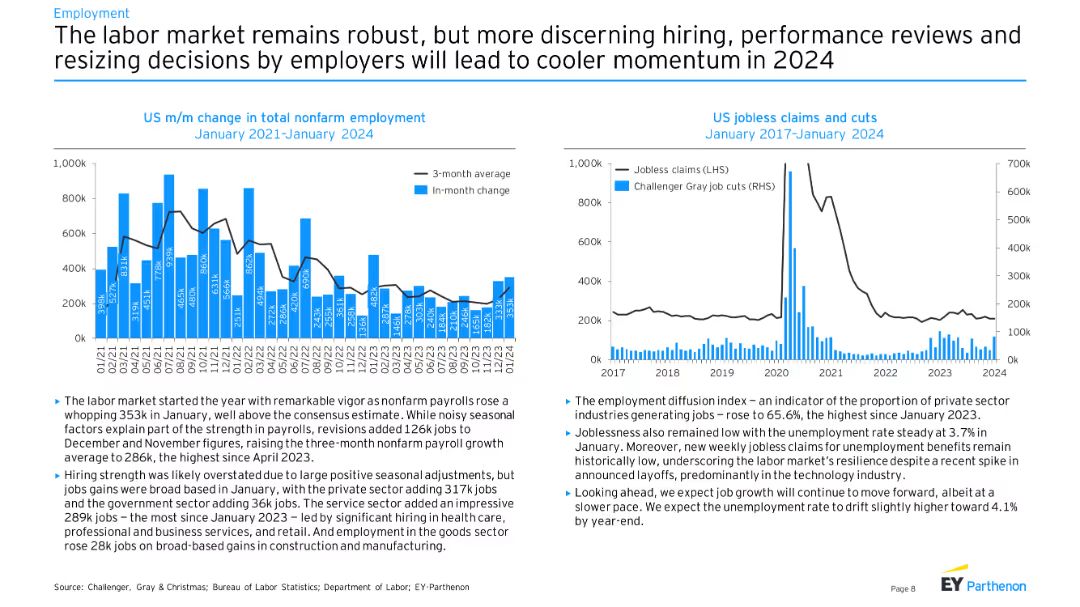 Employment
The labor market remains robust, but more discerning hiring, performance reviews and
resizing decisions by employers will lead to cooler momentum in 2024
US m/m change in total nonfarm employment
January 2021–January 2024
1,000k
800k
600k
400k
200k
0k
3-month average
In-month change
398k
527k
831k
319k
451k
778k
939k
465k
480k
860k
631k
566k
251k
862k
494k
272k
286k
420k
690k
243k
255k
361k
258k
136k
482k
287k
146k
278k
303k
240k
184k
210k
246k
165k
182k
333k
353k
01/21
02/21
03/21
04/21
05/21
06/21
07/21
08/21
09/21
10/21
11/21
12/21
01/22
02/22
03/22
04/22
05/22
06/22
07/22
08/22
09/22
10/22
11/22
12/22
01/23
02/23
03/23
04/23
05/23
06/23
07/23
08/23
09/23
10/23
11/23
12/23
01/24
The labor market started the year with remarkable vigor as nonfarm payrolls rose a
whopping 353k in January, well above the consensus estimate. While noisy seasonal
factors explain part of the strength in payrolls, revisions added 126k jobs to
December and November figures, raising the three-month nonfarm payroll growth
average to 286k, the highest since April 2023.
Hiring strength was likely overstated due to large positive seasonal adjustments, but
jobs gains were broad based in January, with the private sector adding 317k jobs
and the government sector adding 36k jobs. The service sector added an impressive
289k jobs – the most since January 2023 – led by significant hiring in health care,
professional and business services, and retail. And employment in the goods sector
rose 28k jobs on broad-based gains in construction and manufacturing.
US jobless claims and cuts
January 2017–January 2024
1,000k
800k
600k
400k
200k
0k
Jobless claims (LHS)
Challenger Gray job cuts (RHS)
700k
600k
500k
400k
300k
200k
100k
0k
2017
2018
2019
2020
2021
2022
2023
2024
The employment diffusion index – an indicator of the proportion of private sector
industries generating jobs – rose to 65.6%, the highest since January 2023.
Joblessness also remained low with the unemployment rate steady at 3.7% in
January. Moreover, new weekly jobless claims for unemployment benefits remain
historically low, underscoring the labor market's resilience despite a recent spike in
announced layoffs, predominantly in the technology industry.
Looking ahead, we expect job growth will continue to move forward, albeit at a
slower pace. We expect the unemployment rate to drift slightly higher toward 4.1%
by year-end.
Source: Challenger, Gray & Christmas; Bureau of Labor Statistics; Department of Labor; EY-Parthenon
Page 8
EY Parthenon